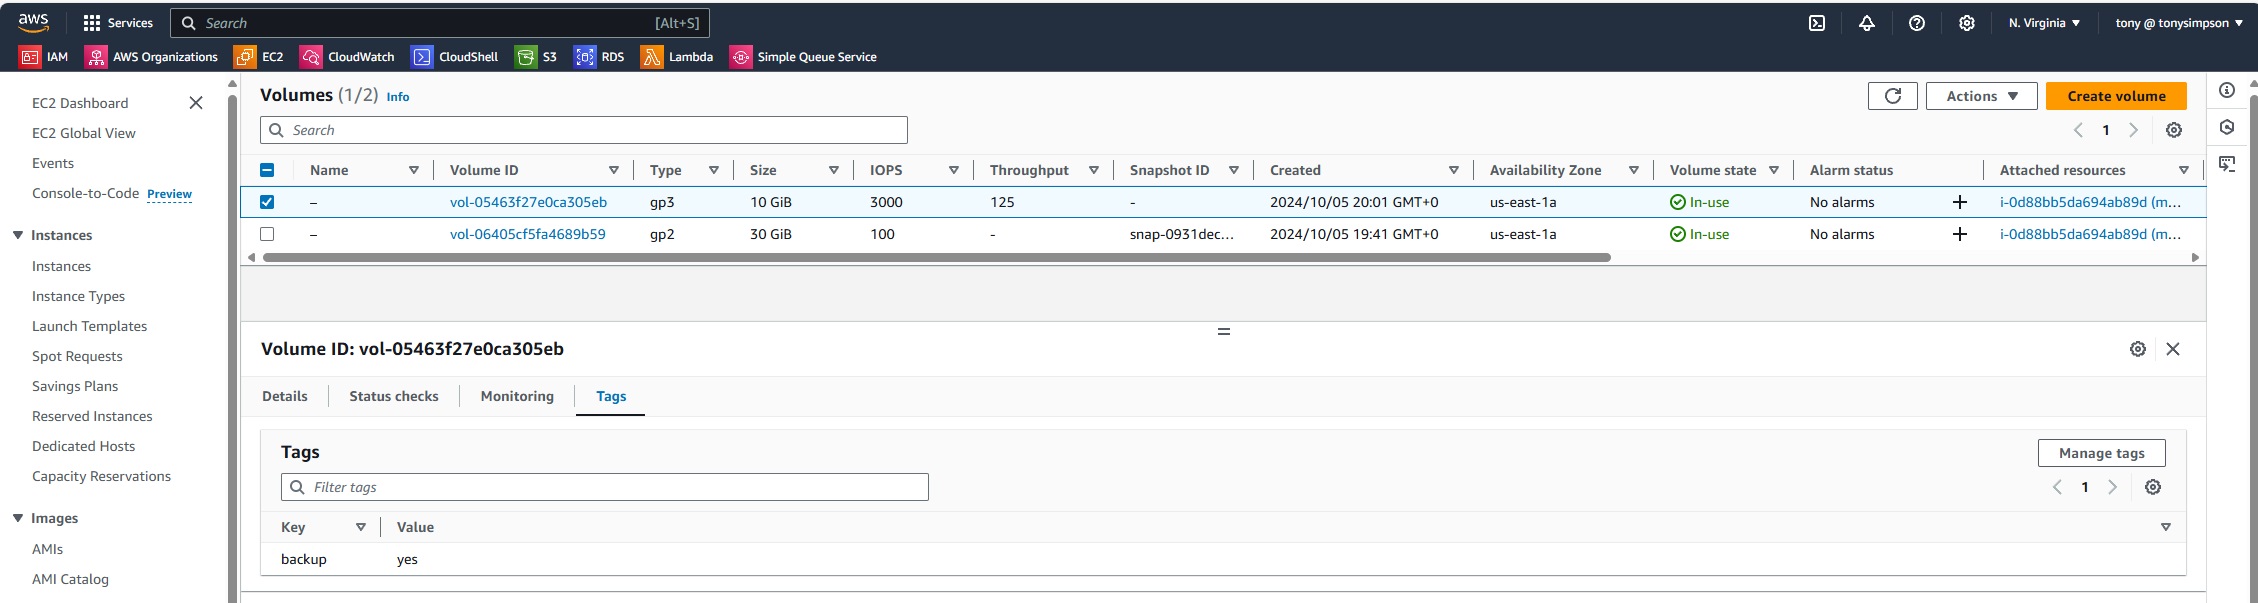 aws Services Search [Alt+S] N. Virginia tony @ tonysimpson
IAM AWS Organizations EC2 CloudWatch CloudShell S3 RDS Lambda Simple Queue Service
EC2 Dashboard
EC2 Global View
Events
Console-to-Code Preview
Instances
Instances
Instance Types
Launch Templates
Spot Requests
Savings Plans
Reserved Instances
Dedicated Hosts
Capacity Reservations
Images
AMIs
AMI Catalog
Volumes (1/2) Info Actions Create volume
Search 1
Name Volume ID Type Size IOPS Throughput Snapshot ID Created Availability Zone Volume state Alarm status Attached resources
– vol-05463f27e0ca305eb gp3 10 GiB 3000 125 - 2024/10/05 20:01 GMT+0 us-east-1a In-use No alarms i-0d88bb5da694ab89d (m...
– vol-06405cf5fa4689b59 gp2 30 GiB 100 - snap-0931dec... 2024/10/05 19:41 GMT+0 us-east-1a In-use No alarms i-0d88bb5da694ab89d (m...
Volume ID: vol-05463f27e0ca305eb
Details Status checks Monitoring Tags
Tags Manage tags
Filter tags 1
Key Value
backup yes